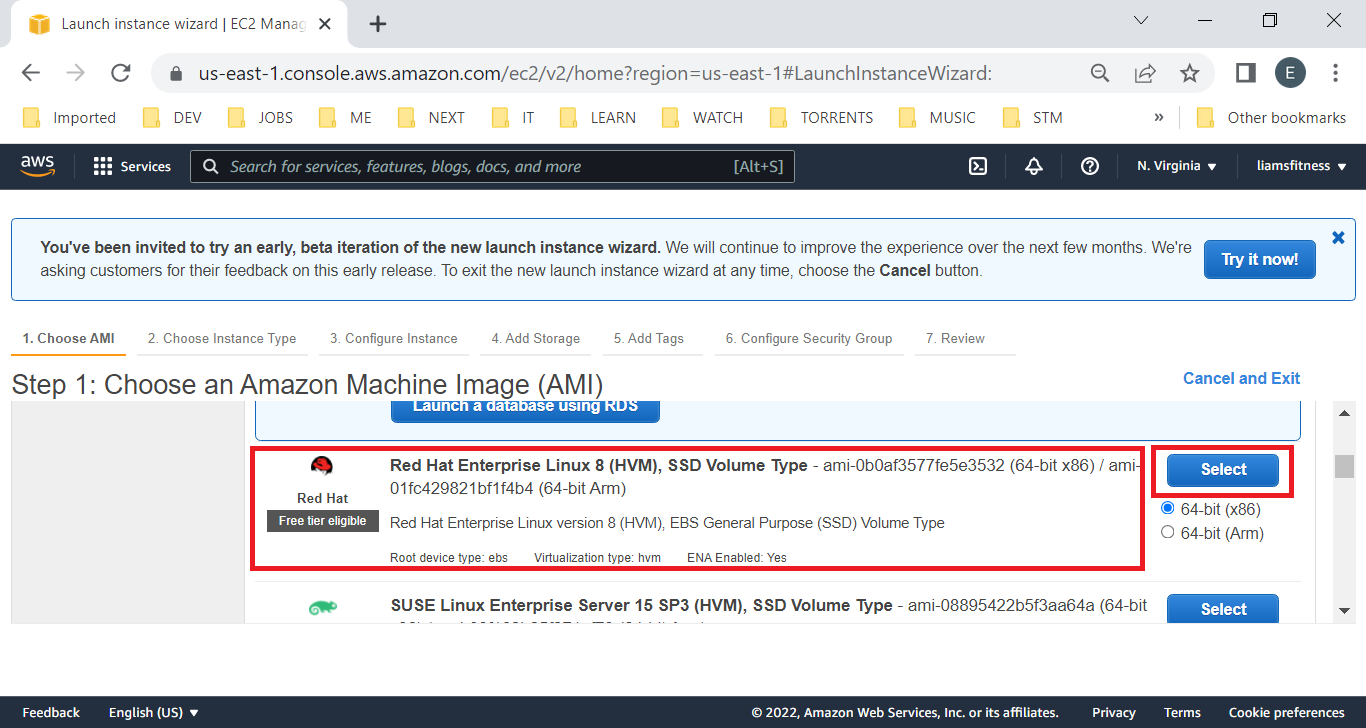 Launch instance wizard | EC2 Manag
us-east-1.console.aws.amazon.com/ec2/v2/home?region=us-east-1#LaunchInstanceWizard:
E
Imported DEV JOBS ME NEXT IT LEARN WATCH TORRENTS MUSIC STM » Other bookmarks
aws Services Search for services, features, blogs, docs, and more [Alt+S] N. Virginia liamsfitness
You've been invited to try an early, beta iteration of the new launch instance wizard. We will continue to improve the experience over the next few months. We're
asking customers for their feedback on this early release. To exit the new launch instance wizard at any time, choose the Cancel button.
Try it now!
1. Choose AMI 2. Choose Instance Type 3. Configure Instance 4. Add Storage 5. Add Tags 6. Configure Security Group 7. Review
Step 1: Choose an Amazon Machine Image (AMI)
Cancel and Exit
Launch a database using RDS
Red Hat
Free tier eligible
Red Hat Enterprise Linux 8 (HVM), SSD Volume Type - ami-0b0af3577fe5e3532 (64-bit x86) / ami-
01fc429821bf1f4b4 (64-bit Arm)
Red Hat Enterprise Linux version 8 (HVM), EBS General Purpose (SSD) Volume Type
Root device type: ebs Virtualization type: hvm ENA Enabled: Yes
Select
64-bit (x86)
64-bit (Arm)
SUSE Linux Enterprise Server 15 SP3 (HVM), SSD Volume Type - ami-08895422b5f3aa64a (64-bit
Select
Feedback English (US) © 2022, Amazon Web Services, Inc. or its affiliates. Privacy Terms Cookie preferences